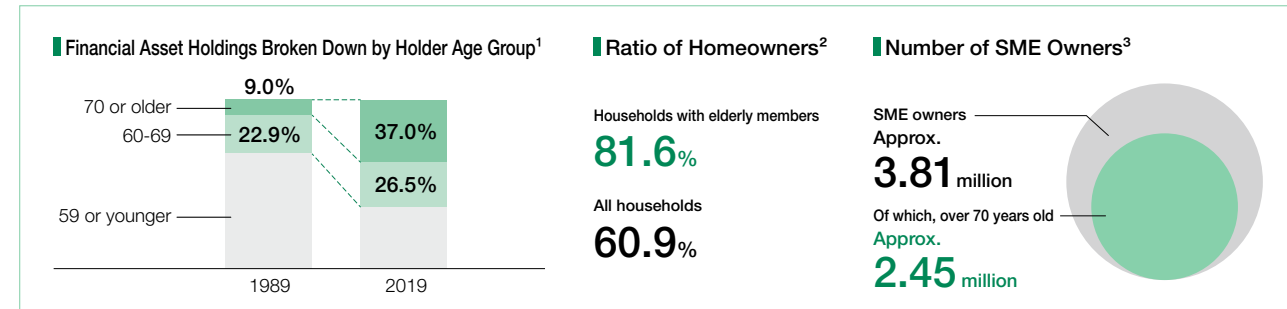 Financial Asset Holdings Broken Down by Holder Age Group¹
9.0%
70 or older
60-69
22.9%
37.0%
26.5%
59 or younger
1989
2019
Ratio of Homeowners²
Households with elderly members
81.6%
All households
60.9%
Number of SME Owners³
SME owners
Approx.
3.81 million
Of which, over 70 years old
Approx.
2.45 million